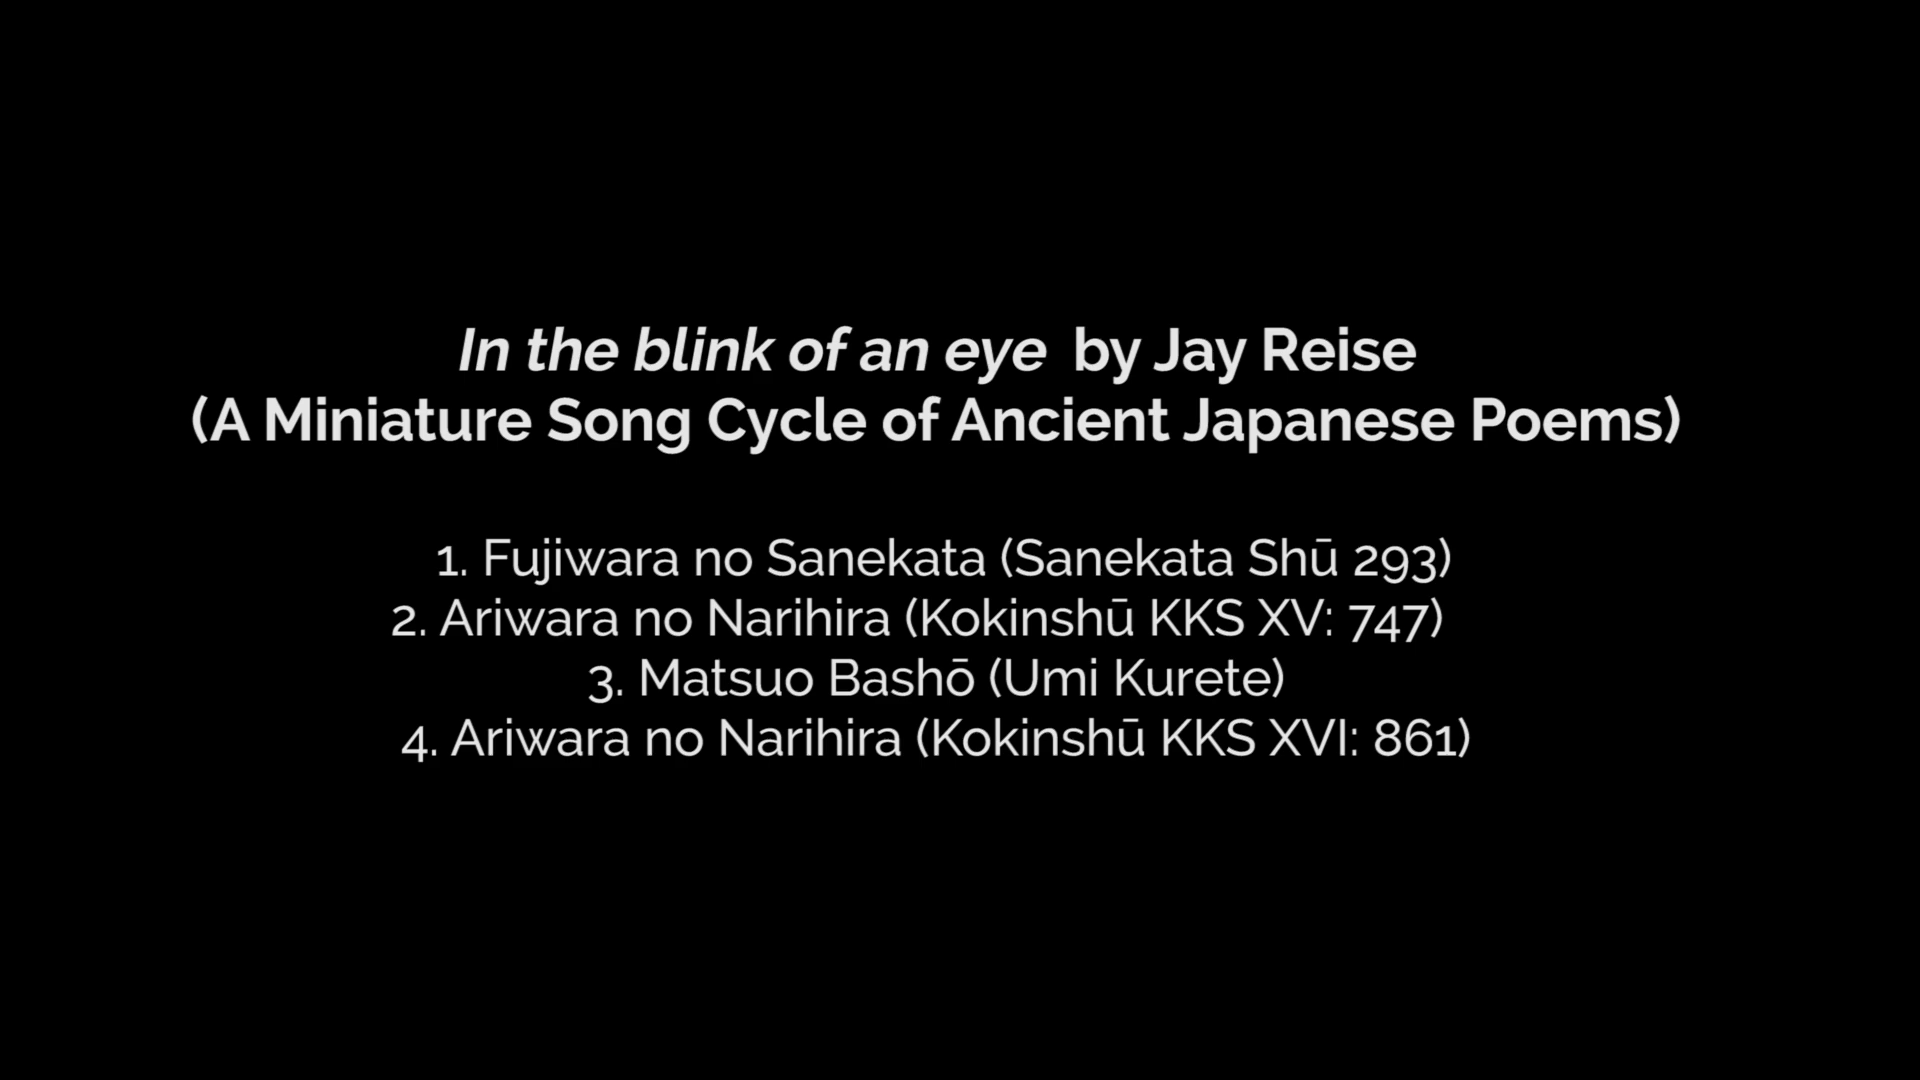 In the blink of an eye by Jay Reise
(A Miniature Song Cycle of Ancient Japanese Poems)
1. Fujiwara no Sanekata (Sanekata Shū 293)
2. Ariwara no Narihira (Kokinshū KKS XV: 747)
3. Matsuo Bashō (Umi Kurete)
4. Ariwara no Narihira (Kokinshū KKS XVI: 861)